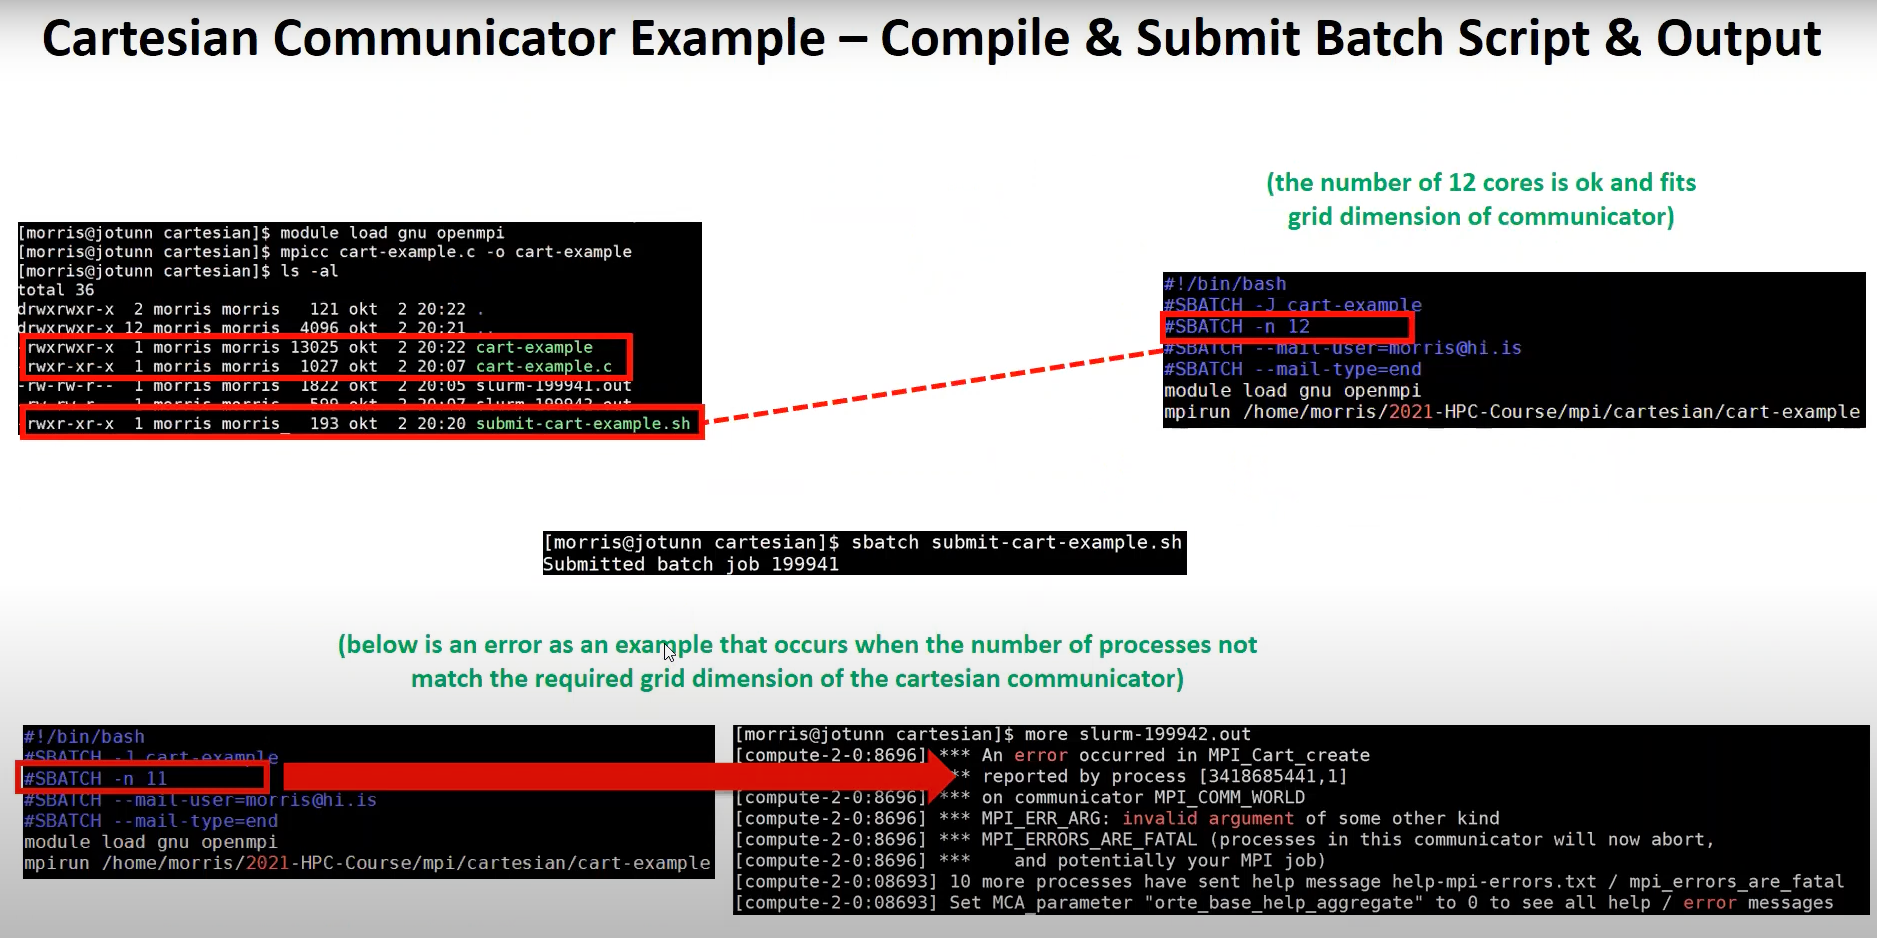 Cartesian Communicator Example – Compile & Submit Batch Script & Output
(the number of 12 cores is ok and fits
grid dimension of communicator)
[morris@jotunn cartesian]$ module load gnu openmpi
[morris@jotunn cartesian]$ mpicc cart-example.c -o cart-example
[morris@jotunn cartesian]$ ls -al
total 36
drwxrwxr-x 2 morris morris 121 okt 2 20:22 .
drwxrwxr-x 12 morris morris 4096 okt 2 20:21 ..
rwxrwxr-x 1 morris morris 13025 okt 2 20:22 cart-example
rwxr-xr-x 1 morris morris 1027 okt 2 20:07 cart-example.c
-rw-rw-r-- 1 morris morris 1822 okt 2 20:05 slurm-199941.out
-rw-rw-r-- 1 morris morris 599 okt 2 20:07 slurm-199942.out
rwxr-xr-x 1 morris morris_ 193 okt 2 20:20 submit-cart-example.sh
#!/bin/bash
#SBATCH -J cart-example
#SBATCH -n 12
#SBATCH --mail-user=morris@hi.is
#SBATCH --mail-type=end
module load gnu openmpi
mpirun /home/morris/2021-HPC-Course/mpi/cartesian/cart-example
[morris@jotunn cartesian]$ sbatch submit-cart-example.sh
Submitted batch job 199941
(below is an error as an example that occurs when the number of processes not
match the required grid dimension of the cartesian communicator)
#!/bin/bash
#SBATCH -J cart-example
#SBATCH -n 11
#SBATCH --mail-user=morris@hi.is
#SBATCH --mail-type=end
module load gnu openmpi
mpirun /home/morris/2021-HPC-Course/mpi/cartesian/cart-example
[morris@jotunn cartesian]$ more slurm-199942.out
[compute-2-0:8696] *** An error occurred in MPI_Cart_create
** reported by process [3418685441,1]
[compute-2-0:8696] *** on communicator MPI_COMM_WORLD
[compute-2-0:8696] *** MPI_ERR_ARG: invalid argument of some other kind
[compute-2-0:8696] *** MPI_ERRORS_ARE_FATAL (processes in this communicator will now abort,
[compute-2-0:8696] *** and potentially your MPI job)
[compute-2-0:08693] 10 more processes have sent help message help-mpi-errors.txt / mpi_errors_are_fatal
[compute-2-0:08693] Set MCA parameter "orte_base_help_aggregate" to 0 to see all help / error messages